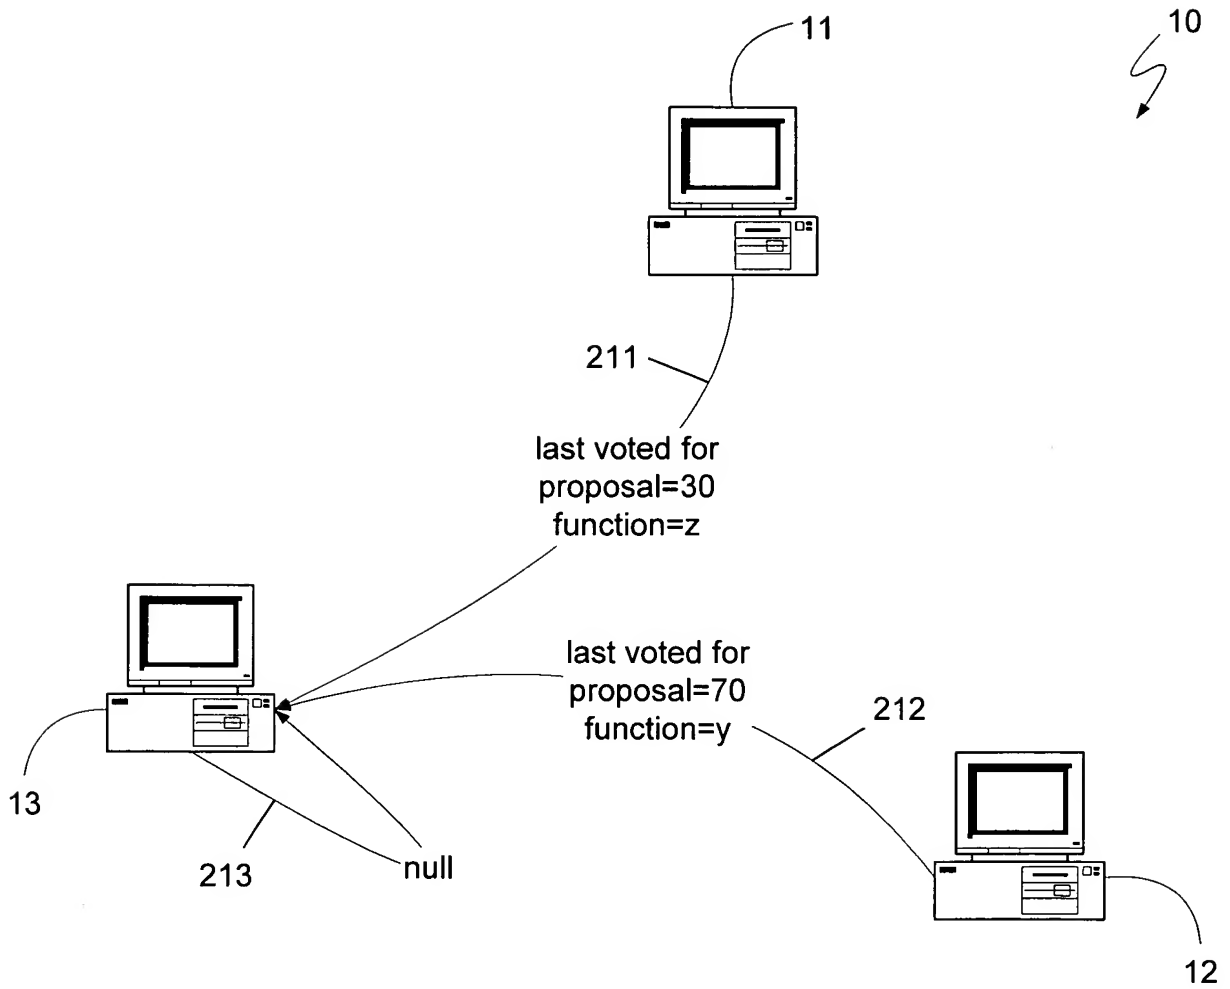 11
10
211
last voted for
proposal=30
function=z
last voted for
proposal=70
function=y
212
13
213
null
12